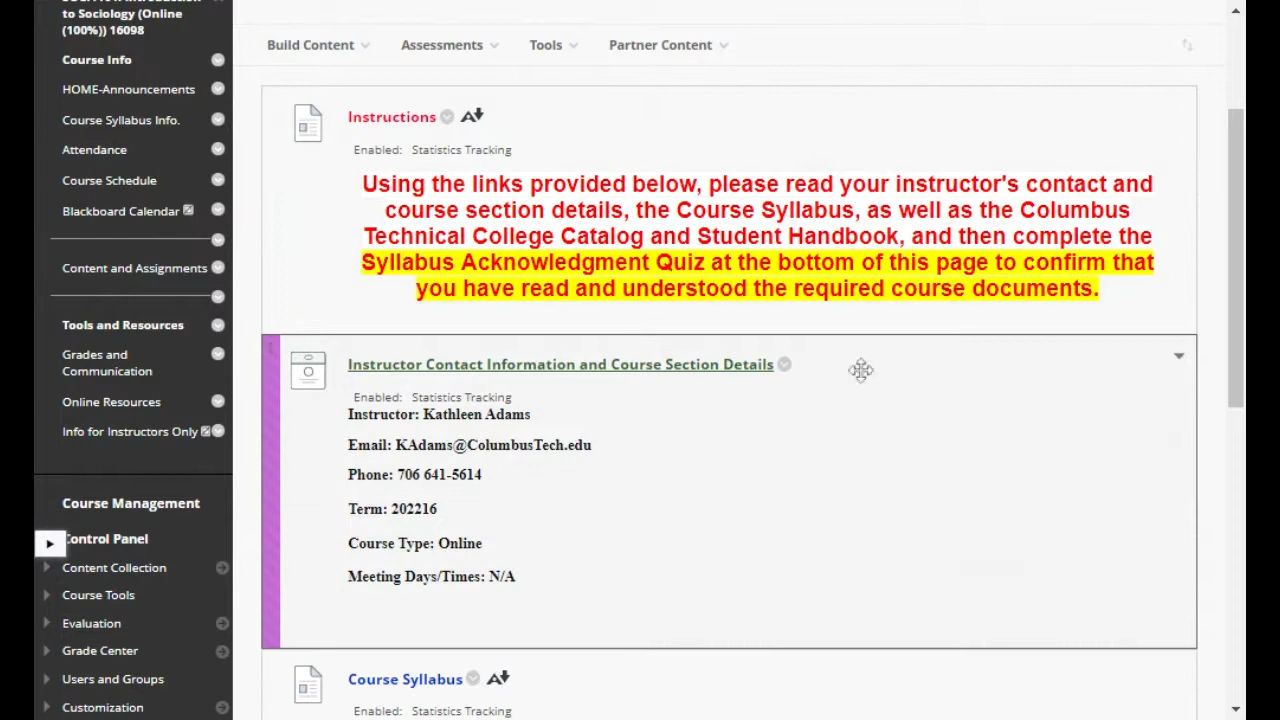 to Sociology (Online
(100%)) 16098
Course Info
HOME-Announcements
Course Syllabus Info.
Attendance
Course Schedule
Blackboard Calendar
Content and Assignments
Tools and Resources
Grades and
Communication
Online Resources
Info for Instructors Only
Course Management
Control Panel
Content Collection
Course Tools
Evaluation
Grade Center
Users and Groups
Customization
Build Content
Assessments
Tools
Partner Content
Instructions
Enabled: Statistics Tracking
Using the links provided below, please read your instructor's contact and
course section details, the Course Syllabus, as well as the Columbus
Technical College Catalog and Student Handbook, and then complete the
Syllabus Acknowledgment Quiz at the bottom of this page to confirm that
you have read and understood the required course documents.
Instructor Contact Information and Course Section Details
Enabled: Statistics Tracking
Instructor: Kathleen Adams
Email: KAdams@ColumbusTech.edu
Phone: 706 641-5614
Term: 202216
Course Type: Online
Meeting Days/Times: N/A
Course Syllabus
Enabled: Statistics Tracking